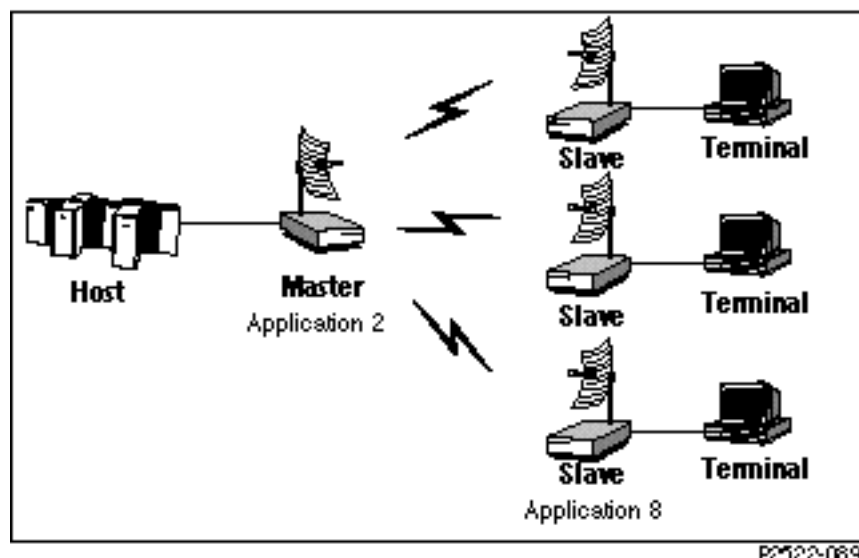 Slave
Terminal
Host
Master
Application 2
Slave
Terminal
Slave
Terminal
Application 8